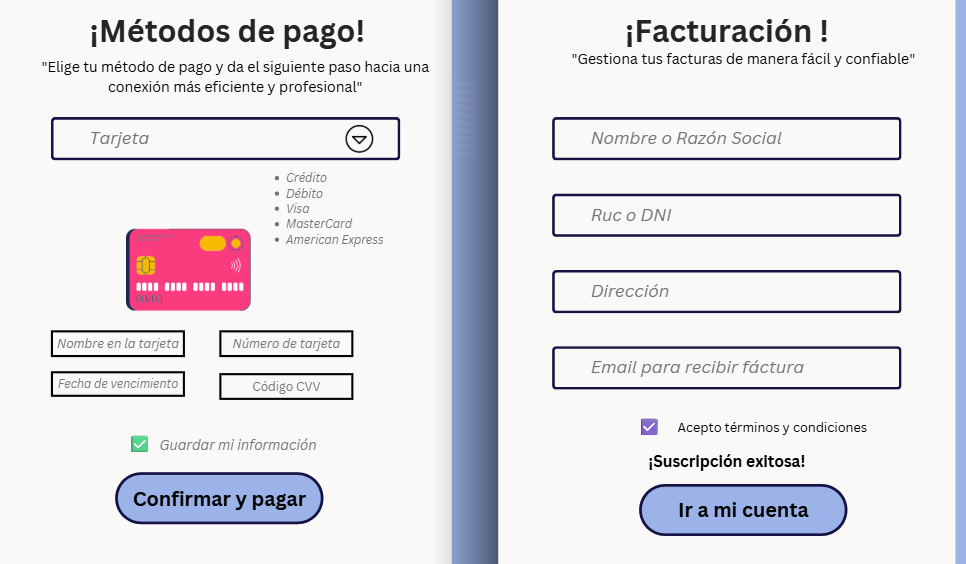 ¡Métodos de pago!
"Elige tu método de pago y da el siguiente paso hacia una
conexión más eficiente y profesional"
Tarjeta
Crédito
Débito
Visa
MasterCard
American Express
00/00
Nombre en la tarjeta
Número de tarjeta
Fecha de vencimiento
Código CVV
Guardar mi información
Confirmar y pagar
¡Facturación !
"Gestiona tus facturas de manera fácil y confiable"
Nombre o Razón Social
Ruc o DNI
Dirección
Email para recibir fáctura
Acepto términos y condiciones
¡Suscripción exitosa!
Ir a mi cuenta